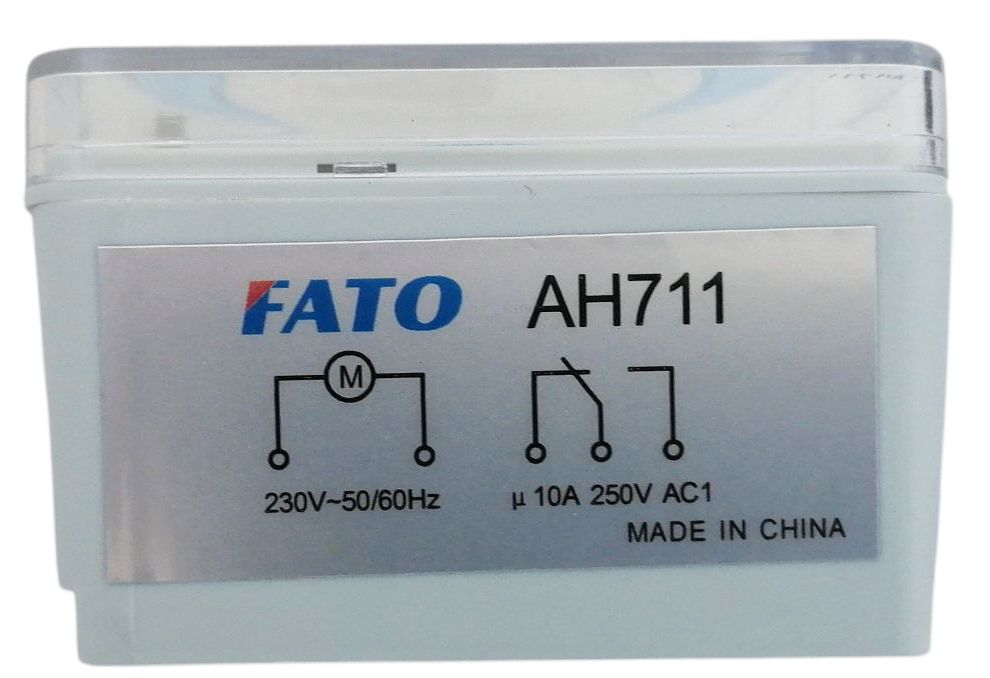 FATO AH711
M
230V~50/60Hz
µ 10A 250V AC1
MADE IN CHINA